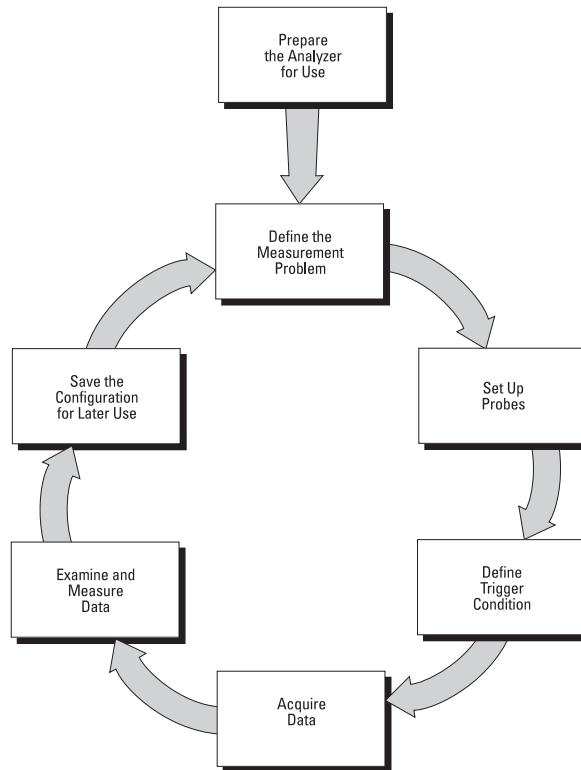 Prepare
the Analyzer
for Use
Define the
Measurement
Problem
Set Up
Probes
Define
Trigger
Condition
Acquire
Data
Examine and
Measure
Data
Save the
Configuration
for Later Use